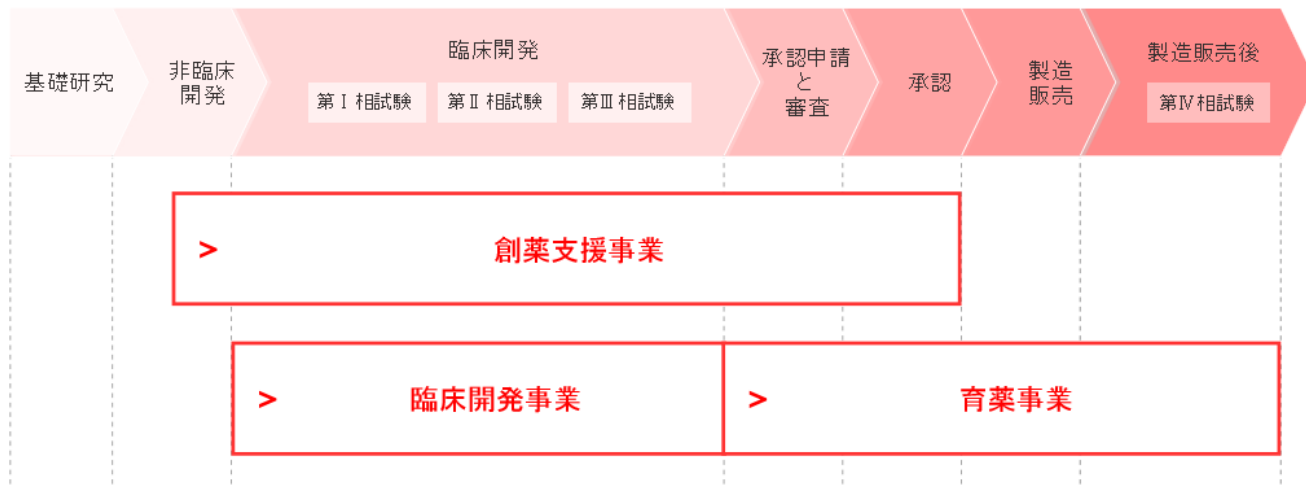 基礎研究
非臨床
開発
臨床開発
第Ⅰ相試験
第Ⅱ相試験
第Ⅲ相試験
承認申請
と
審査
承認
製造
販売
製造販売後
第Ⅳ相試験
> 創薬支援事業
> 臨床開発事業
> 育薬事業